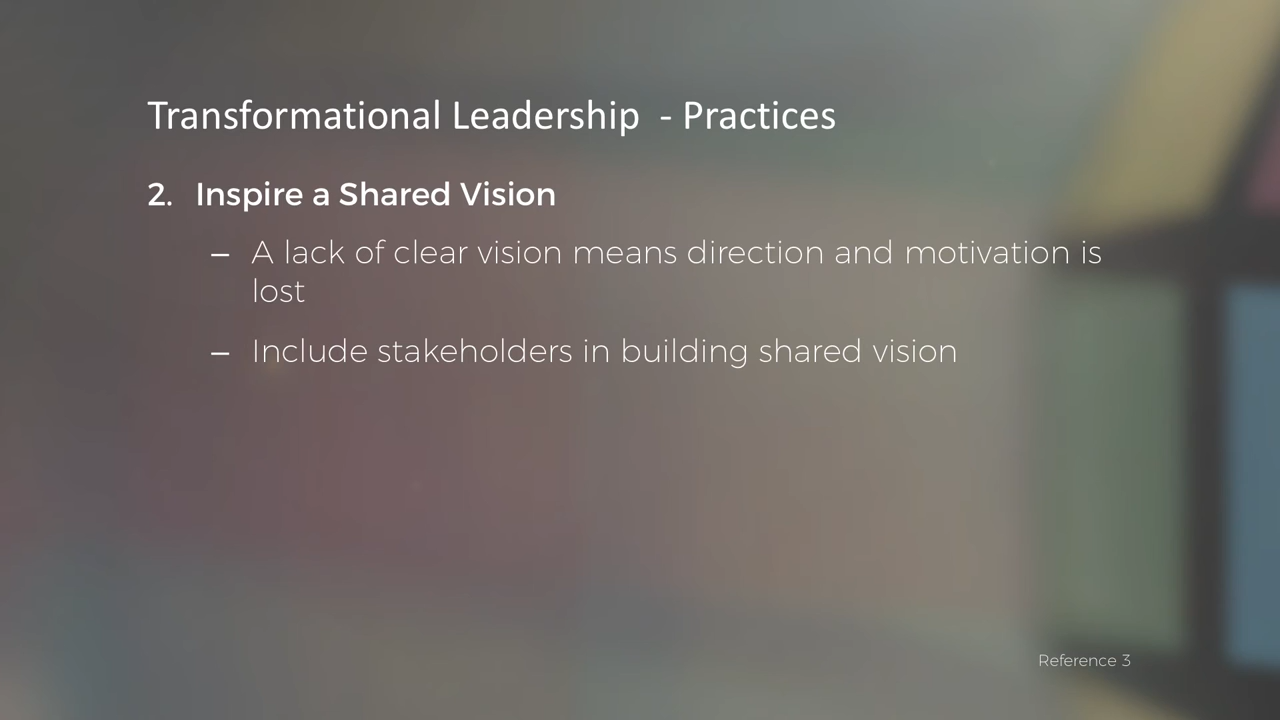 Transformational Leadership  - Practices
2. Inspire a Shared Vision
– A lack of clear vision means direction and motivation is
lost
– Include stakeholders in building shared vision
Reference 3